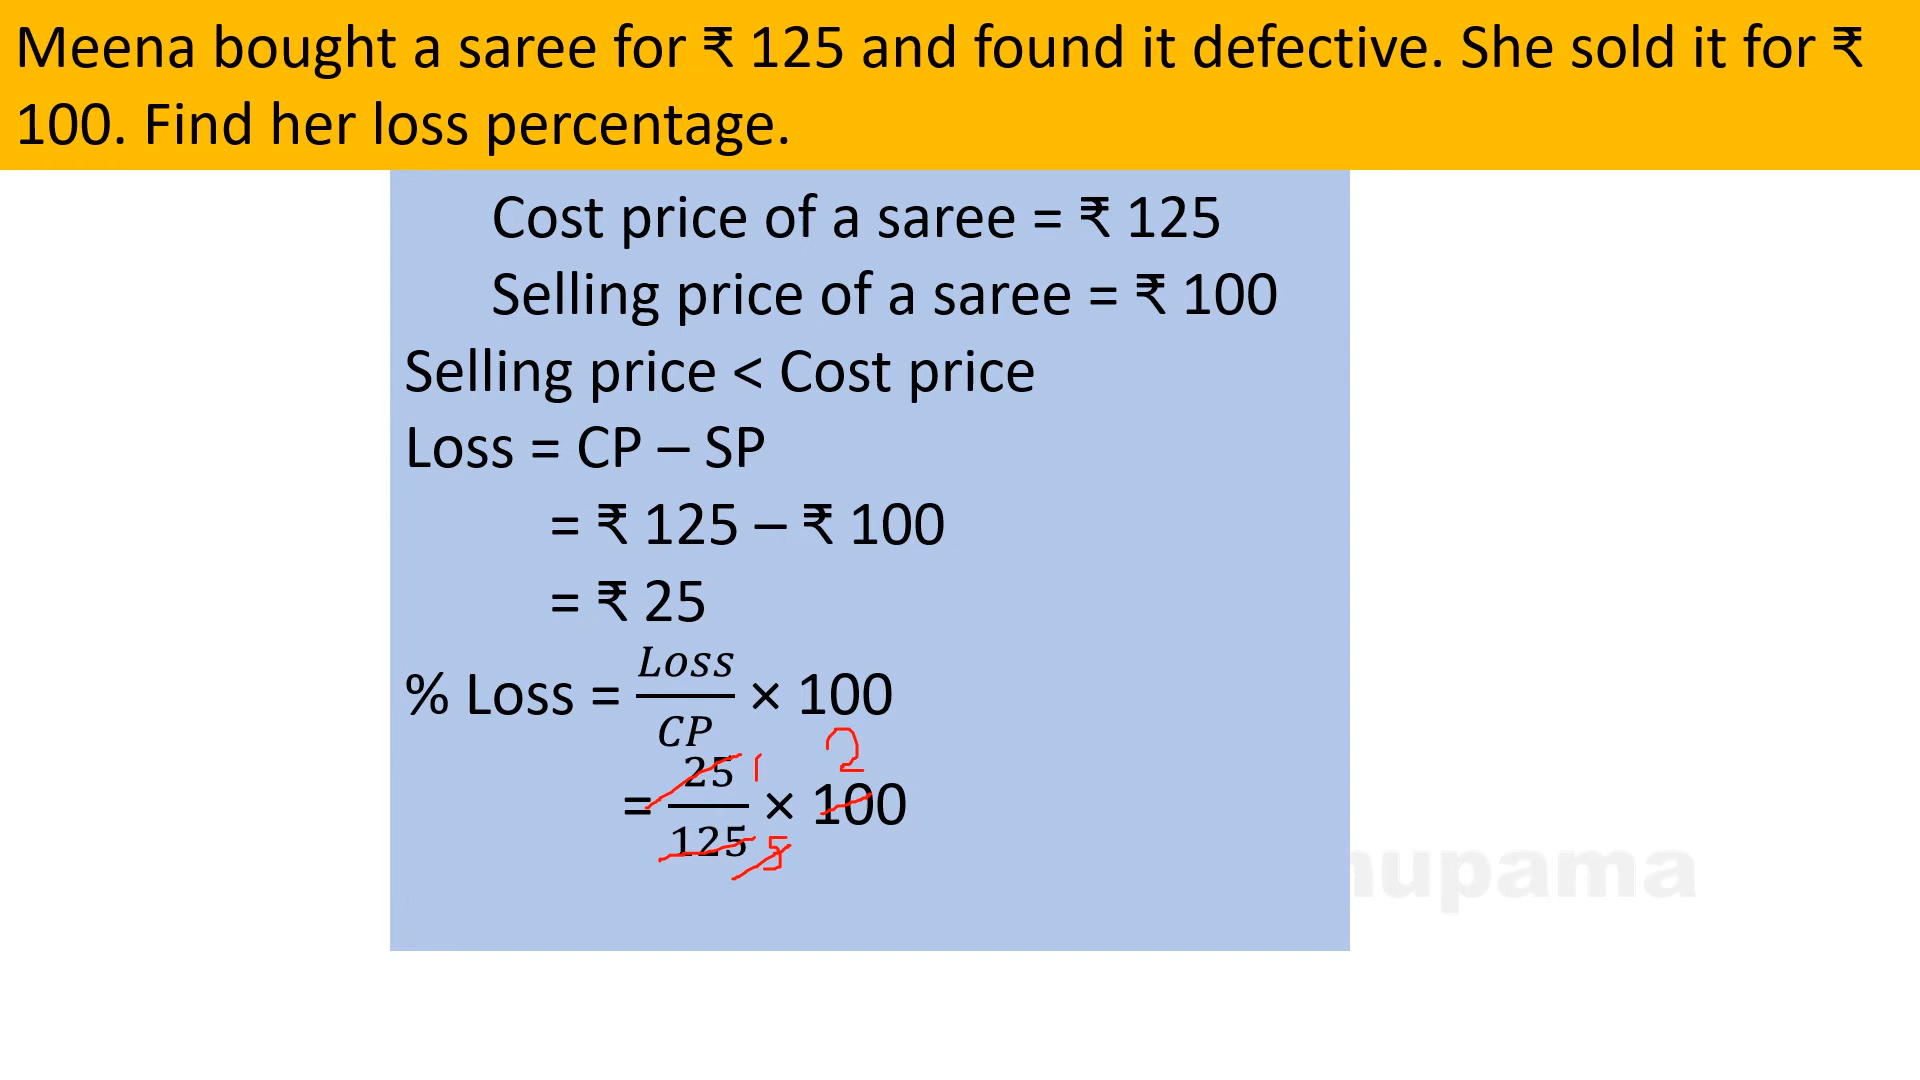 Meena bought a saree for ₹ 125 and found it defective. She sold it for ₹
100. Find her loss percentage.
Cost price of a saree = ₹ 125
Selling price of a saree = ₹ 100
Selling price < Cost price
Loss = CP – SP
= ₹ 125 – ₹ 100
= ₹ 25
% Loss = Loss/CP × 100
2
= 25/125 × 100
1
5
upama